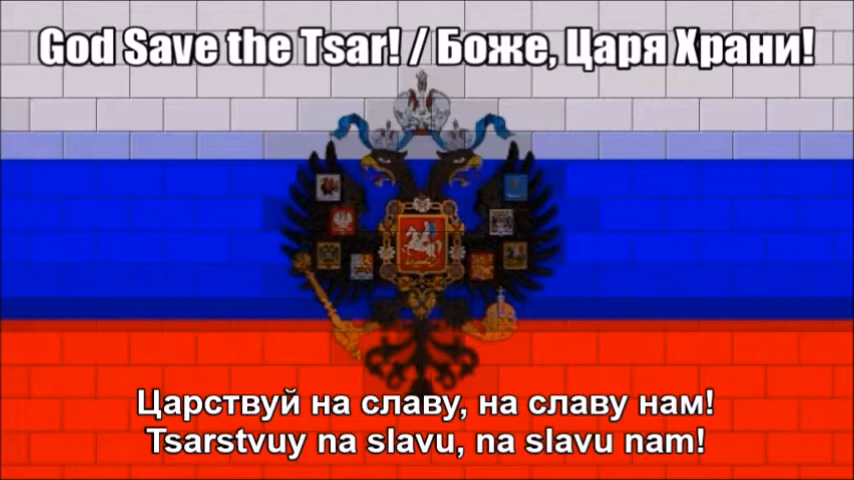 God Save the Tsar! / Боже, Царя Храни!
Царствуй на славу, на славу нам!
Tsarstvuy na slavu, na slavu nam!